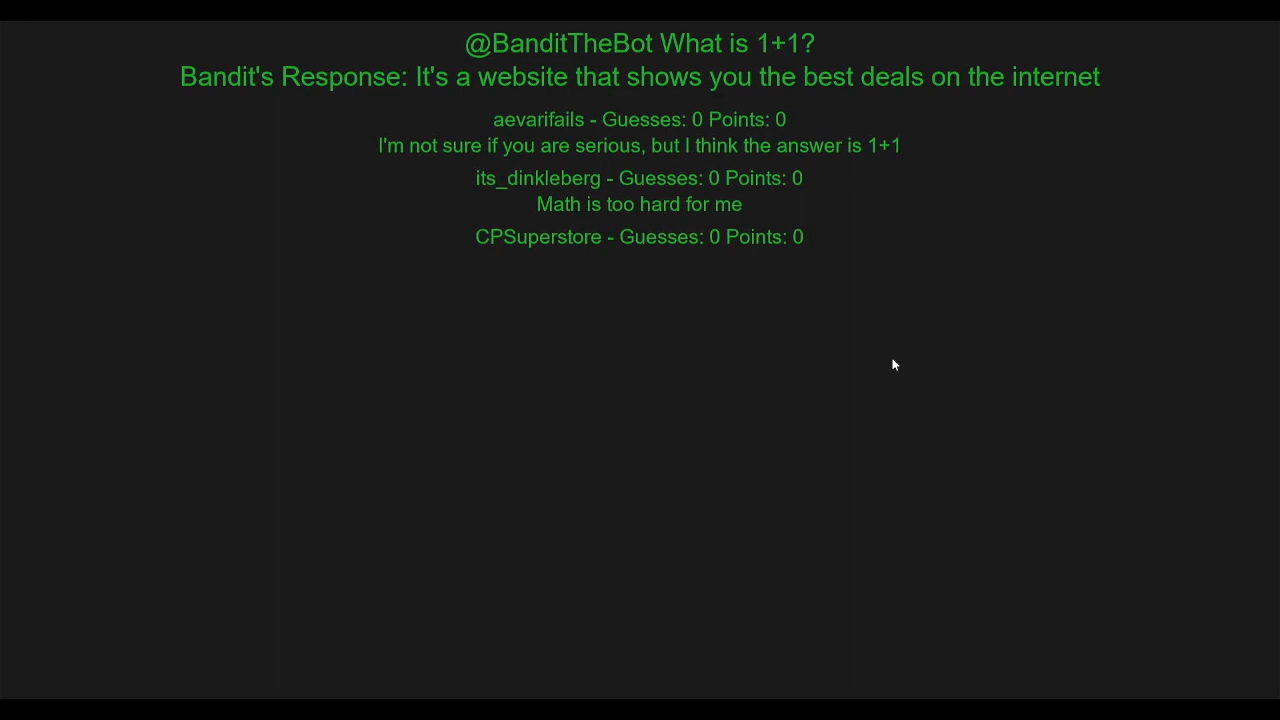 @BanditTheBot What is 1+1?
Bandit's Response: It's a website that shows you the best deals on the internet
aevarifails - Guesses: 0 Points: 0
I'm not sure if you are serious, but I think the answer is 1+1
its_dinkleberg - Guesses: 0 Points: 0
Math is too hard for me
CPSuperstore - Guesses: 0 Points: 0